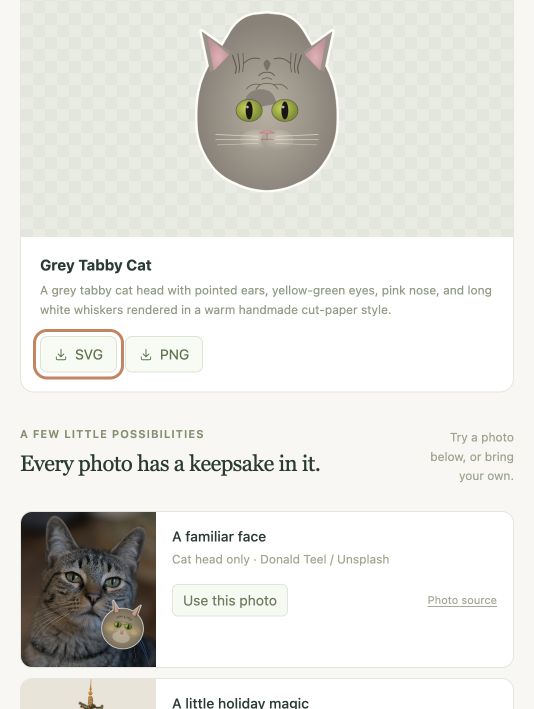 Grey Tabby Cat
A grey tabby cat head with pointed ears, yellow-green eyes, pink nose, and long
white whiskers rendered in a warm handmade cut-paper style.
SVG
PNG
A FEW LITTLE POSSIBILITIES
Every photo has a keepsake in it.
Try a photo
below, or bring
your own.
A familiar face
Cat head only · Donald Teel / Unsplash
Use this photo
Photo source
A little holiday magic